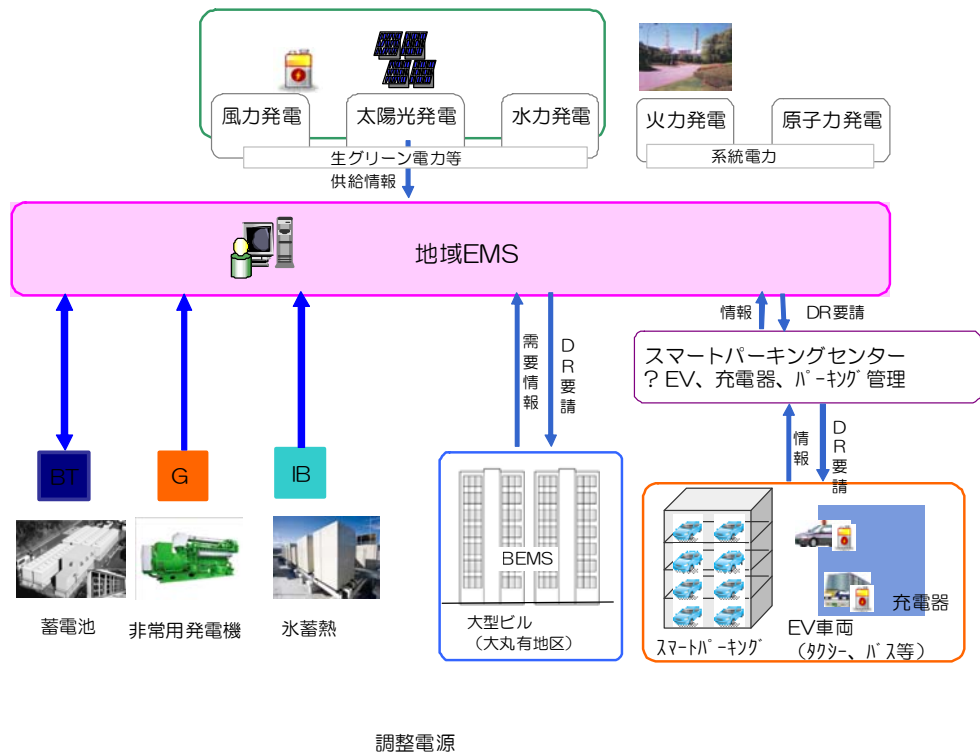 風力発電
太陽光発電
水力発電
火力発電
原子力発電
生グリーン電力等
系統電力
供給情報
地域EMS
情報
DR要請
需要情報
DR要請
スマートパーキングセンター
? EV、充電器、パーキング管理
情報
DR要請
BT
G
IB
BEMS
充電器
蓄電池
非常用発電機
氷蓄熱
大型ビル
(大丸有地区)
スマートパーキング
EV車両
(タクシー、バス等)
調整電源